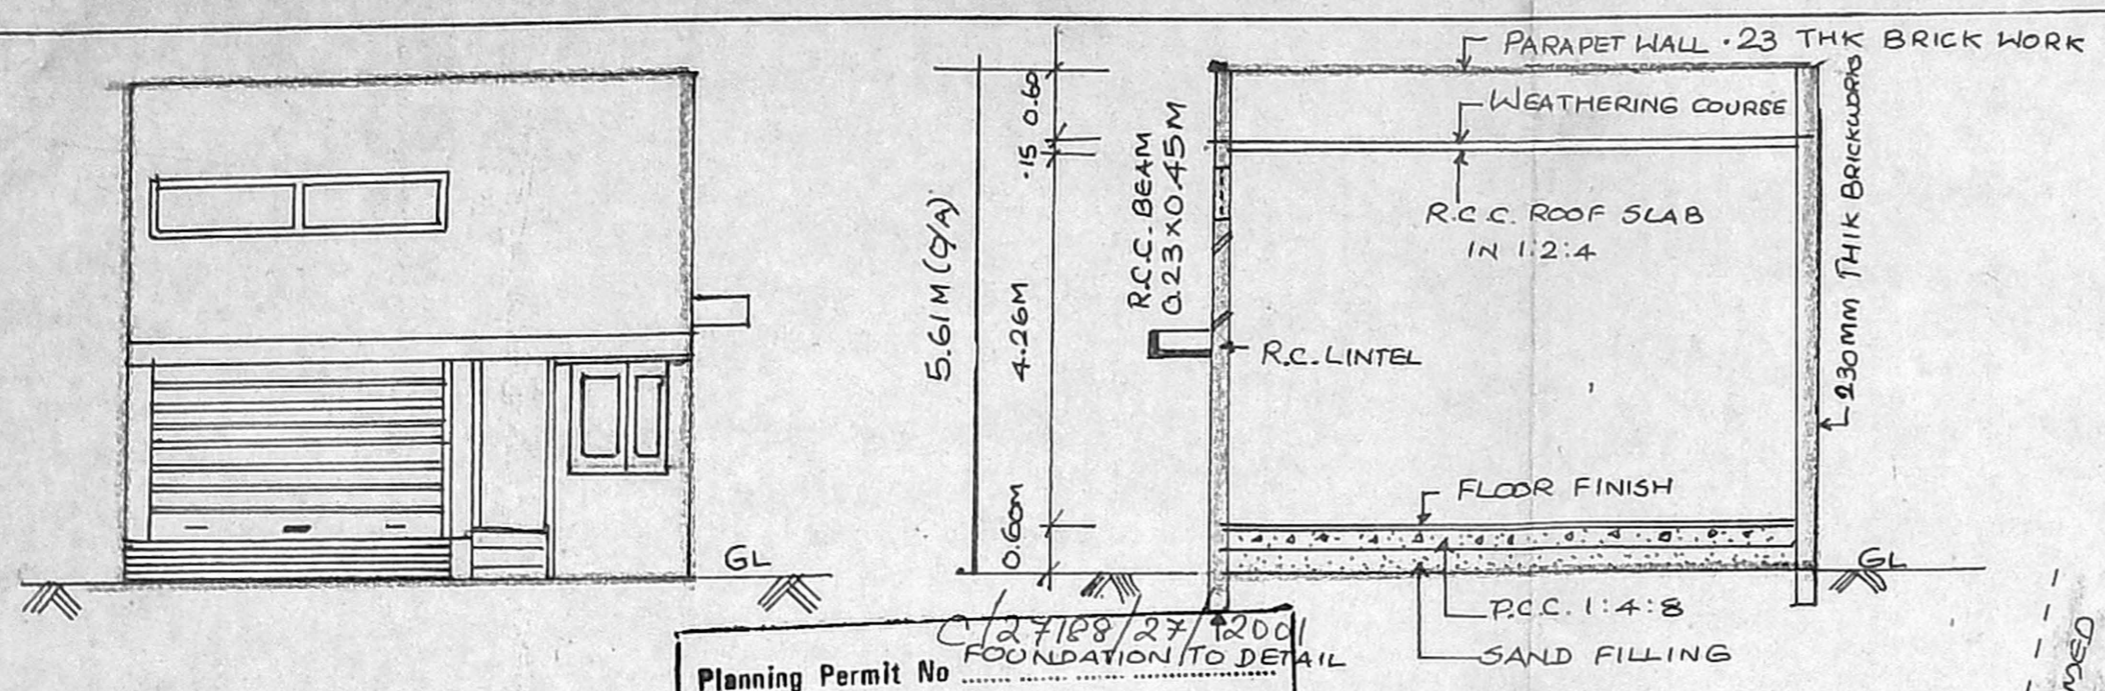 PARAPET WALL .23 THK BRICK WORK
WEATHERING COURSE
R.C.C. ROOF SLAB
IN 1:2:4
230MM THIK BRICKWORKS
R.C.C. BEAM
0.23X0.45M
0.60
.15
5.61M (O/A)
4.26M
0.60M
R.C. LINTEL
FLOOR FINISH
GL
GL
P.C.C. 1:4:8
SAND FILLING
C/27188/27/2001
FOUNDATION TO DETAIL
Planning Permit No